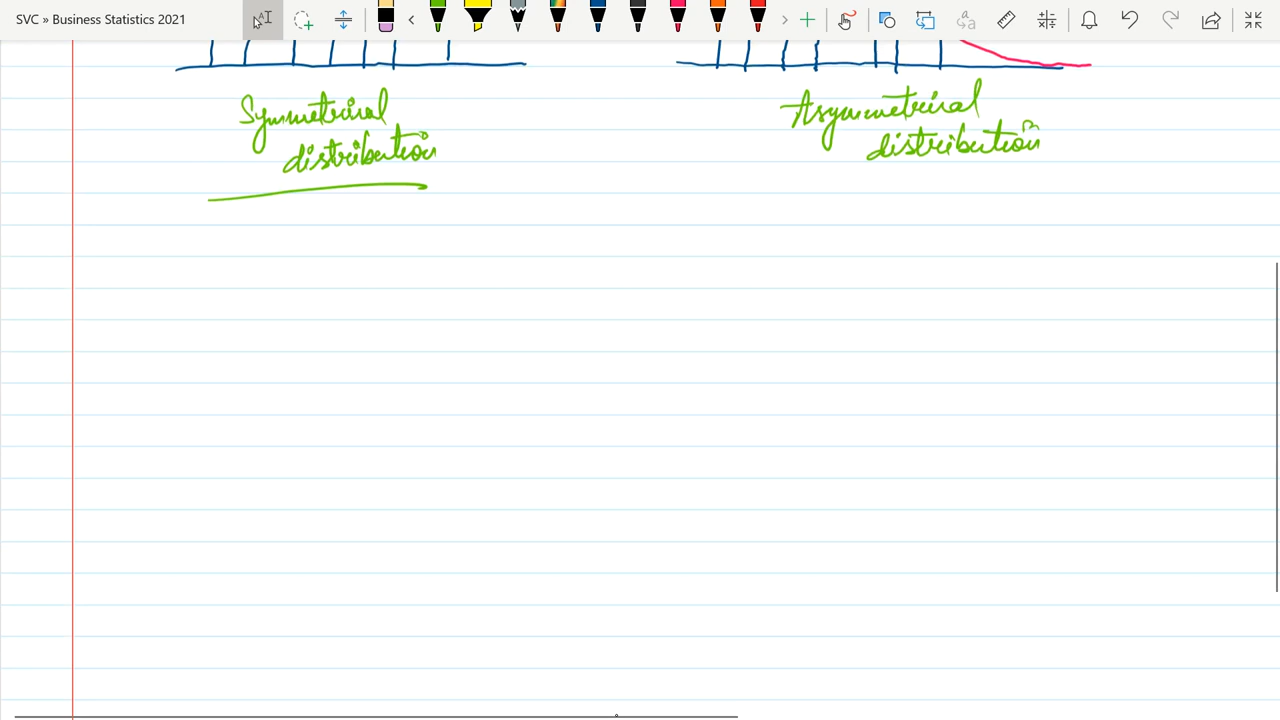 SVC » Business Statistics 2021
Symmetrical
distribution
Asymmetrical
distribution